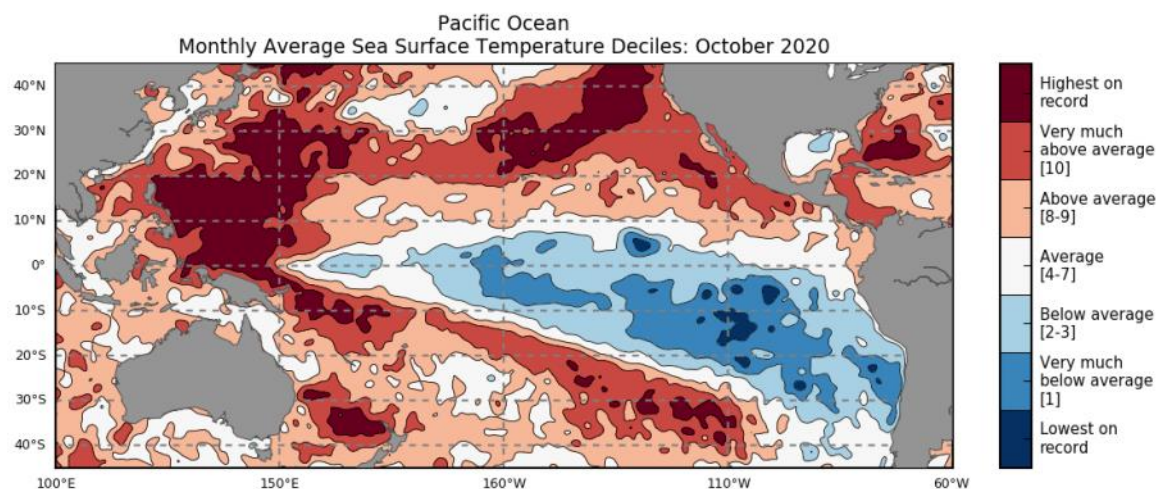 Pacific Ocean
Monthly Average Sea Surface Temperature Deciles: October 2020
40°N
30°N
20°N
10°N
0°
10°S
20°S
30°S
40°S
100°E
150°E
160°W
110°W
60°W
Highest on
record
Very much
above average
[10]
Above average
[8-9]
Average
[4-7]
Below average
[2-3]
Very much
below average
[1]
Lowest on
record